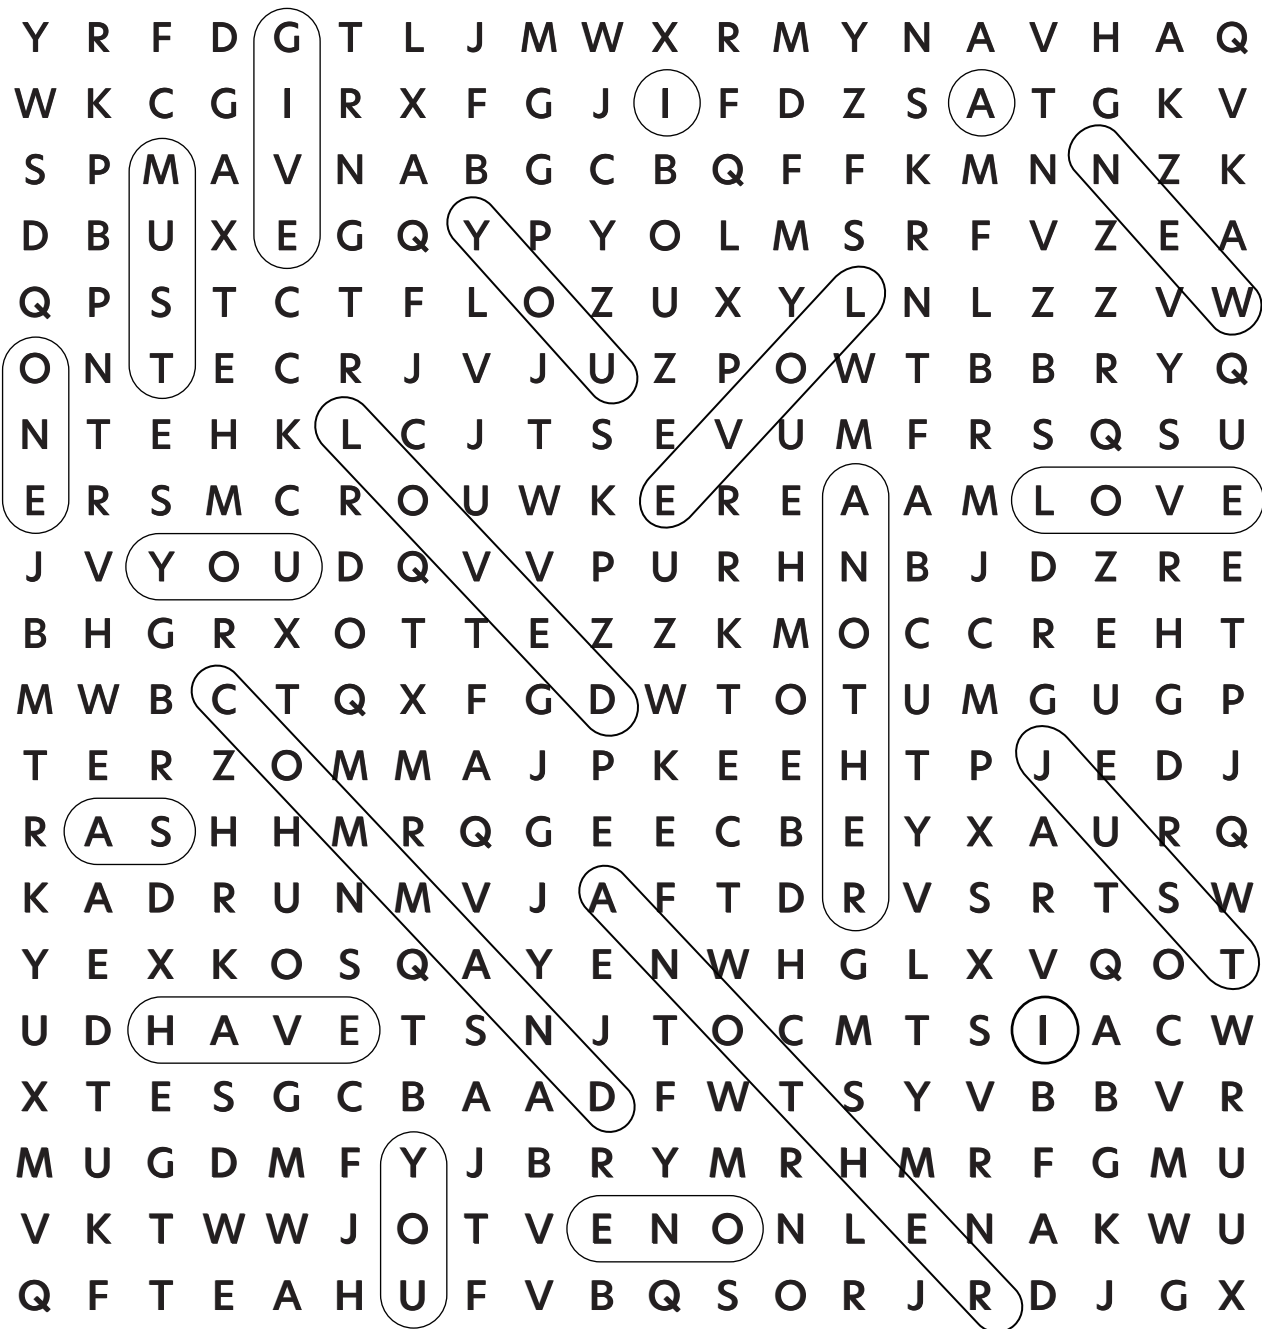 Y R F D G T L J M W X R M Y N A V H A Q
W K C G I R X F G J I F D Z S A T G K V
S P M A V N A B G C B Q F F K M N N Z K
D B U X E G Q Y P Y O L M S R F V Z E A
Q P S T C T F L O Z U X Y L N L Z Z V W
O N T E C R J V J U Z P O W T B B R Y Q
N T E H K L C J T S E V U M F R S Q S U
E R S M C R O U W K E R E A A M L O V E
J V Y O U D Q V V P U R H N B J D Z R E
B H G R X O T T E Z Z K M O C C R E H T
M W B C T Q X F G D W T O T U M G U G P
T E R Z O M M A J P K E E H T P J E D J
R A S H H M R Q G E E C B E Y X A U R Q
K A D R U N M V J A F T D R V S R T S W
Y E X K O S Q A Y E N W H G L X V Q O T
U D H A V E T S N J T O C M T S I A C W
X T E S G C B A A D F W T S Y V B B V R
M U G D M F Y J B R Y M R H M R F G M U
V K T W W J O T V E N O N L E N A K W U
Q F T E A H U F V B Q S O R J R D J G X